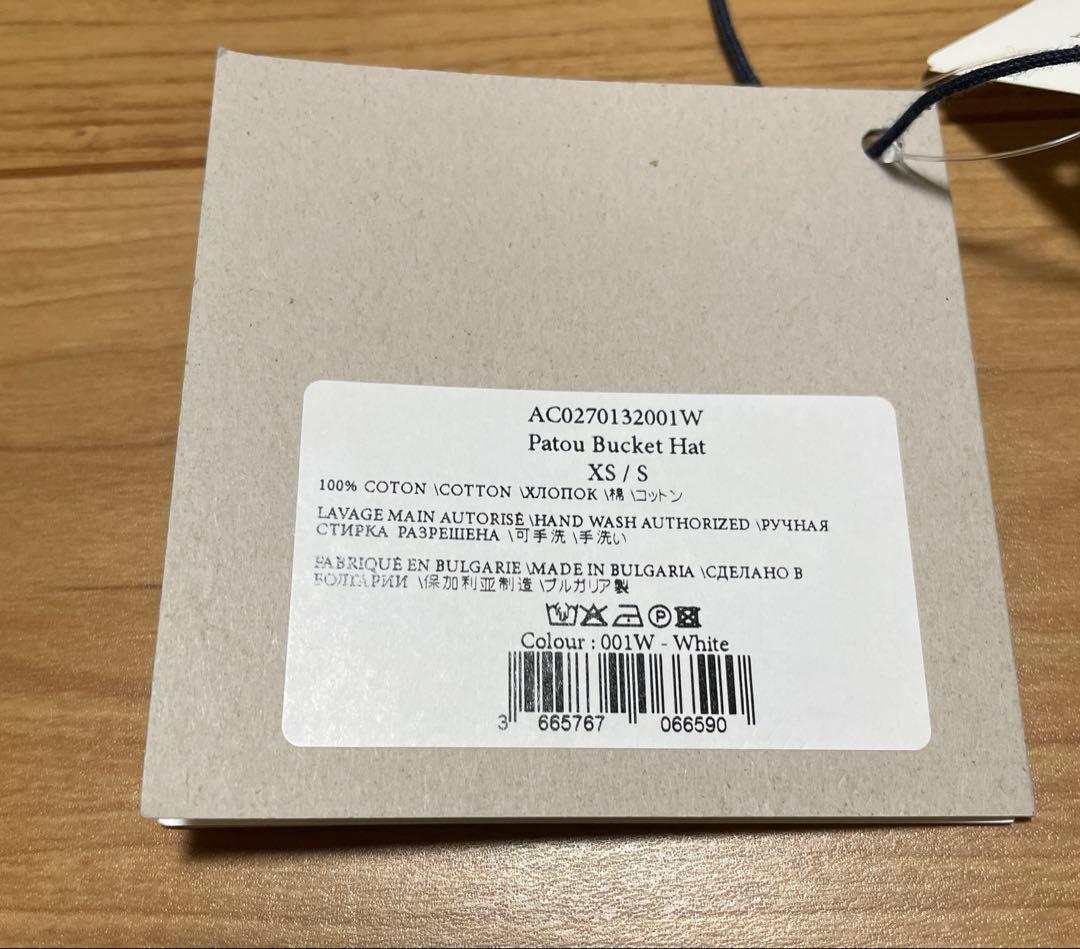 AC0270132001W
Patou Bucket Hat
XS / S
100% COTON \COTTON \ХЛОПОК \棉 \コットン
LAVAGE MAIN AUTORISÉ \HAND WASH AUTHORIZED \РУЧНАЯ
СТИРКА РАЗРЕШЕНА \可手洗 \手洗い
FABRIQUÉ EN BULGARIE \MADE IN BULGARIA \СДЕЛАНО В
БОЛГАРИИ \保加利亚制造 \ブルガリア製
P
Colour : 001W - White
3 665767 066590